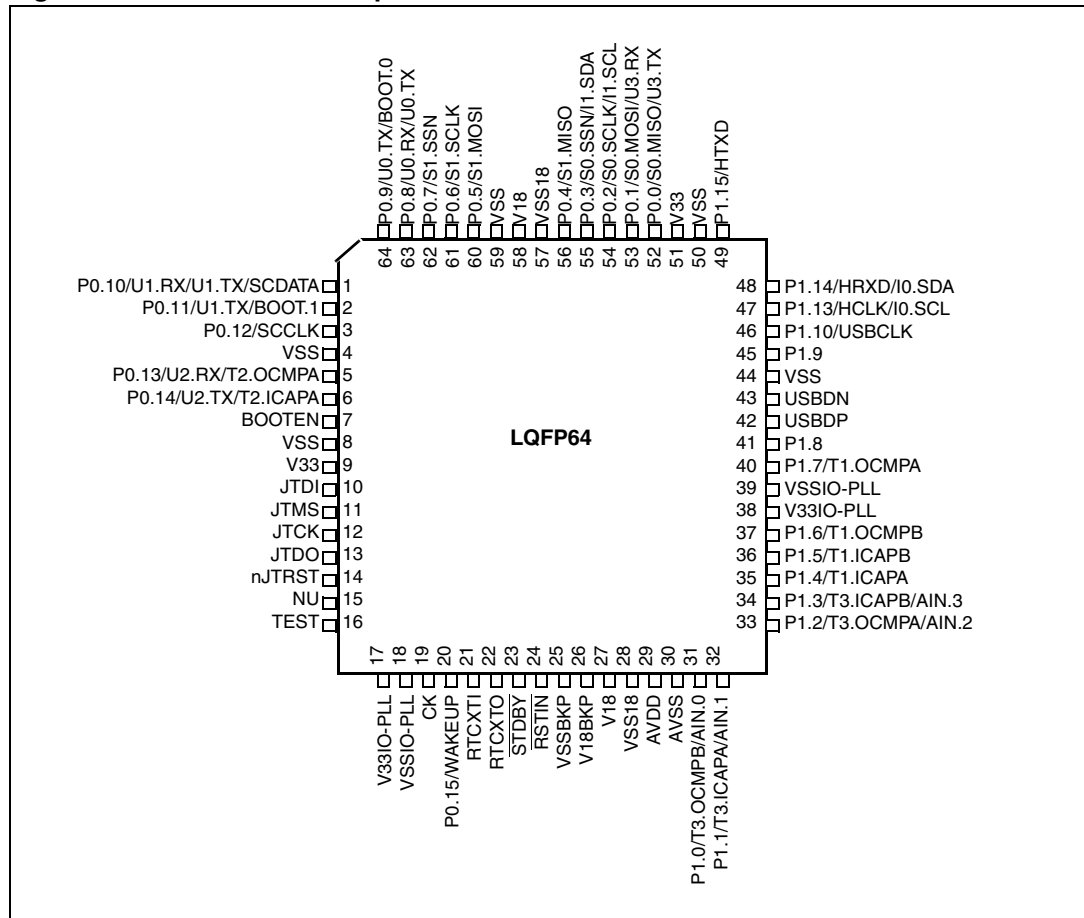 P0.9/U0.TX/BOOT.0
P0.8/U0.RX/U0.TX
P0.7/S1.SSN
P0.6/S1.SCLK
P0.5/S1.MOSI
VSS
V18
VSS18
P0.4/S1.MISO
P0.3/S0.SSN/I1.SDA
P0.2/S0.SCLK/I1.SCL
P0.1/S0.MOSI/U3.RX
P0.0/S0.MISO/U3.TX
V33
VSS
P1.15/HTXD
64
63
62
61
60
59
58
57
56
55
54
53
52
51
50
49
P0.10/U1.RX/U1.TX/SCDATA 1
P0.11/U1.TX/BOOT.1 2
P0.12/SCCLK 3
VSS 4
P0.13/U2.RX/T2.OCMPA 5
P0.14/U2.TX/T2.ICAPA 6
BOOTEN 7
VSS 8
V33 9
JTDI 10
JTMS 11
JTCK 12
JTDO 13
nJTRST 14
NU 15
TEST 16
LQFP64
48 P1.14/HRXD/I0.SDA
47 P1.13/HCLK/I0.SCL
46 P1.10/USBCLK
45 P1.9
44 VSS
43 USBDN
42 USBDP
41 P1.8
40 P1.7/T1.OCMPA
39 VSSIO-PLL
38 V33IO-PLL
37 P1.6/T1.OCMPB
36 P1.5/T1.ICAPB
35 P1.4/T1.ICAPA
34 P1.3/T3.ICAPB/AIN.3
33 P1.2/T3.OCMPA/AIN.2
17
18
19
20
21
22
23
24
25
26
27
28
29
30
31
32
V33IO-PLL
VSSIO-PLL
CK
P0.15/WAKEUP
RTCXTI
RTCXTO
STDBY
RSTIN
VSSBKP
V18BKP
V18
VSS18
AVDD
AVSS
P1.0/T3.OCMPB/AIN.0
P1.1/T3.ICAPA/AIN.1